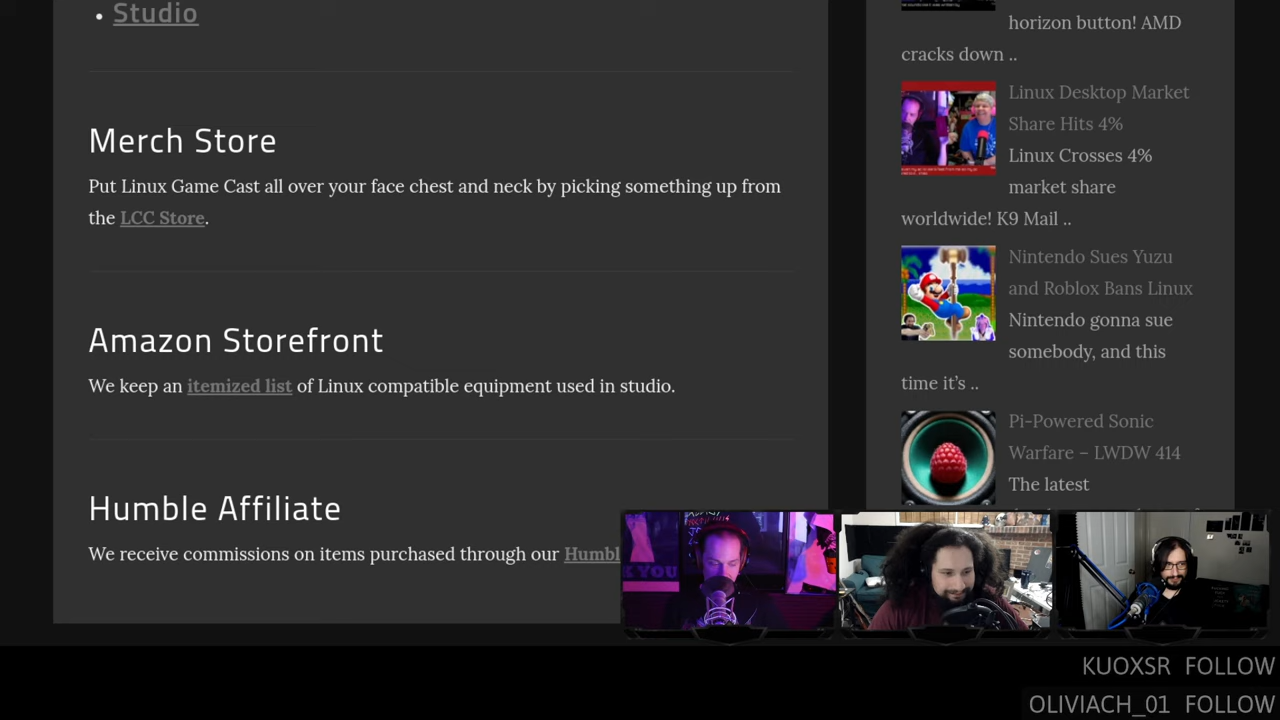 Studio
Merch Store
Put Linux Game Cast all over your face chest and neck by picking something up from
the LCC Store.
Amazon Storefront
We keep an itemized list of Linux compatible equipment used in studio.
Humble Affiliate
We receive commissions on items purchased through our Humbl
horizon button! AMD
cracks down ..
Linux Desktop Market
Share Hits 4%
Linux Crosses 4%
market share
worldwide! K9 Mail ..
Nintendo Sues Yuzu
and Roblox Bans Linux
Nintendo gonna sue
somebody, and this
time it's ..
Pi-Powered Sonic
Warfare – LWDW 414
The latest
K YOU
KUOXSR FOLLOW
OLIVIACH_01 FOLLOW